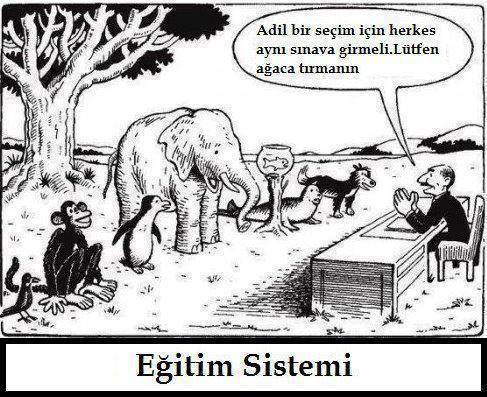 Adil bir seçim için herkes
aynı sınava girmeli.Lütfen
ağaca tırmanın
Eğitim Sistemi